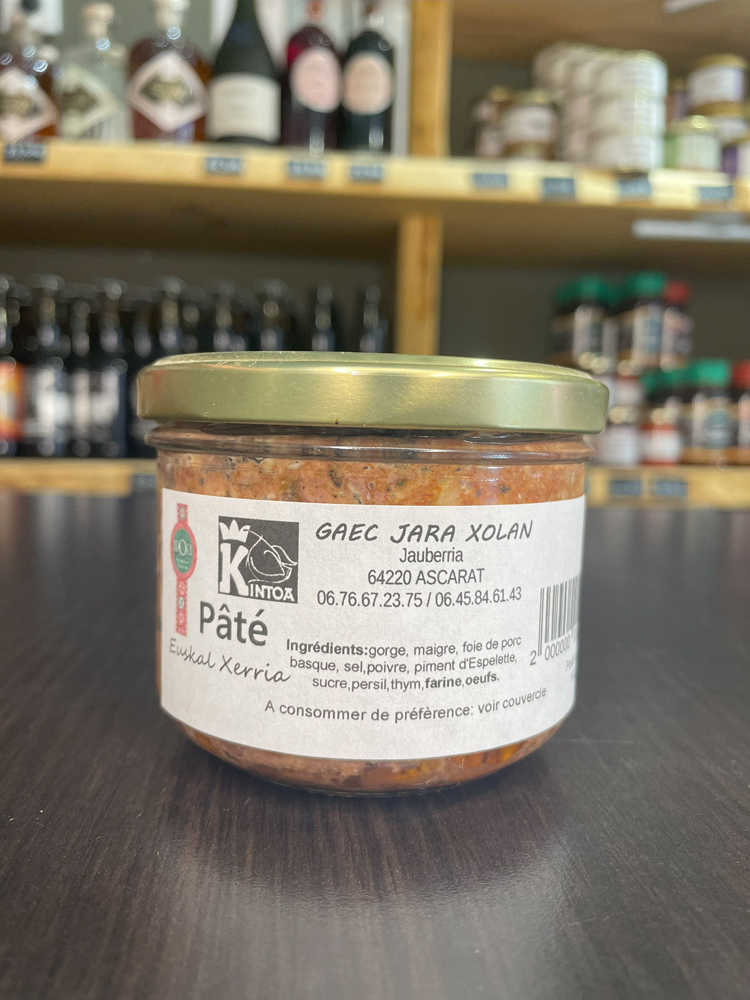 GAEC JARA XOLAN
Jauberria
64220 ASCARAT
06.76.67.23.75 / 06.45.84.61.43
KINTOA
Pâté
Euskal Xerria
Ingrédients:gorge, maigre, foie de porc
basque, sel,poivre, piment d'Espelette,
sucre,persil,thym,farine,oeufs.
A consommer de préfèrence: voir couvercle
2 000000